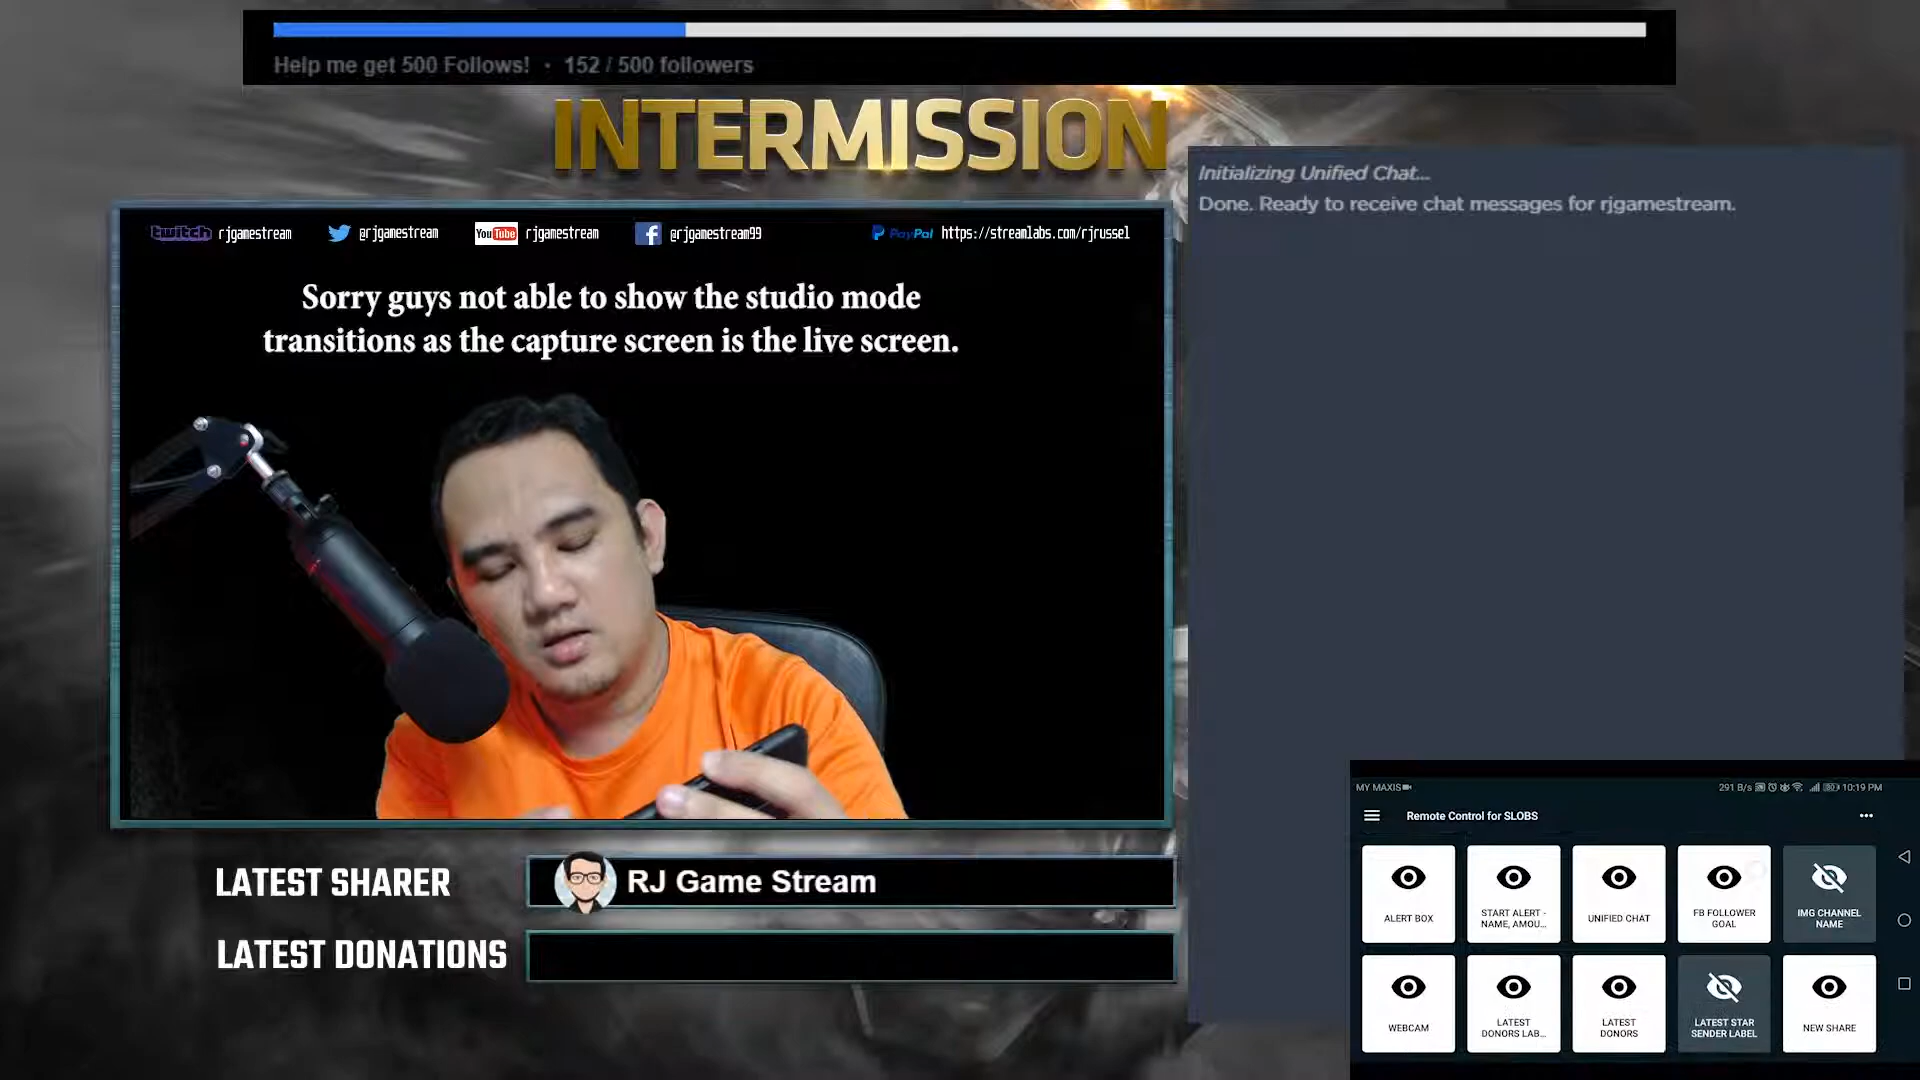 Help me get 500 Follows! · 152 / 500 followers
INTERMISSION
Initializing Unified Chat...
Done. Ready to receive chat messages for rjgamestream.
twitch rjgamestream @rjgamestream YouTube rjgamestream f @rjgamestream99 PayPal https://streamlabs.com/rjrussel
Sorry guys not able to show the studio mode
transitions as the capture screen is the live screen.
LATEST SHARER RJ Game Stream
LATEST DONATIONS
MY MAXIS 291 B/s 80 10:19 PM
Remote Control for SLOBS
ALERT BOX
START ALERT -
NAME, AMOU...
UNIFIED CHAT
FB FOLLOWER
GOAL
IMG CHANNEL
NAME
WEBCAM
LATEST
DONORS LAB...
LATEST
DONORS
LATEST STAR
SENDER LABEL
NEW SHARE